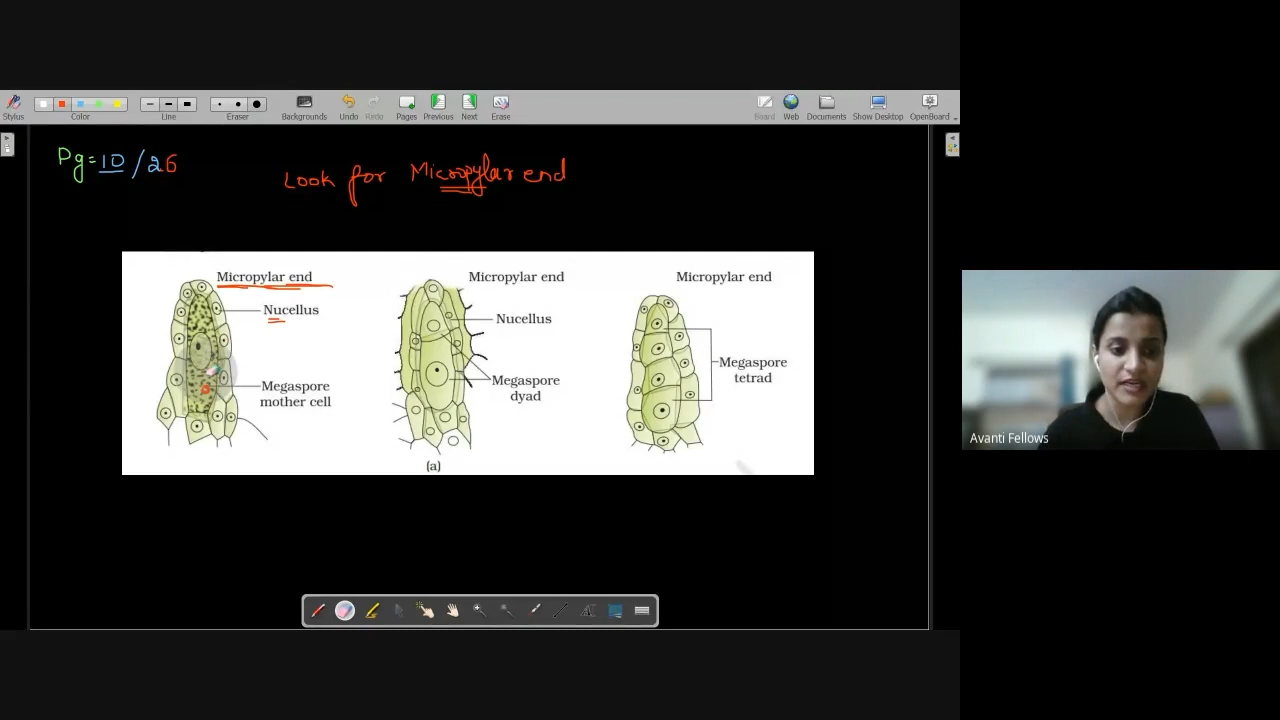 Stylus Color Line Eraser Backgrounds Undo Redo Pages Previous Next Erase Board Web Documents Show Desktop OpenBoard
Pg=10/26
Look for Micropylar end
Micropylar end
Nucellus
Megaspore
mother cell
Micropylar end
Nucellus
Megaspore
dyad
(a)
Micropylar end
Megaspore
tetrad
Avanti Fellows